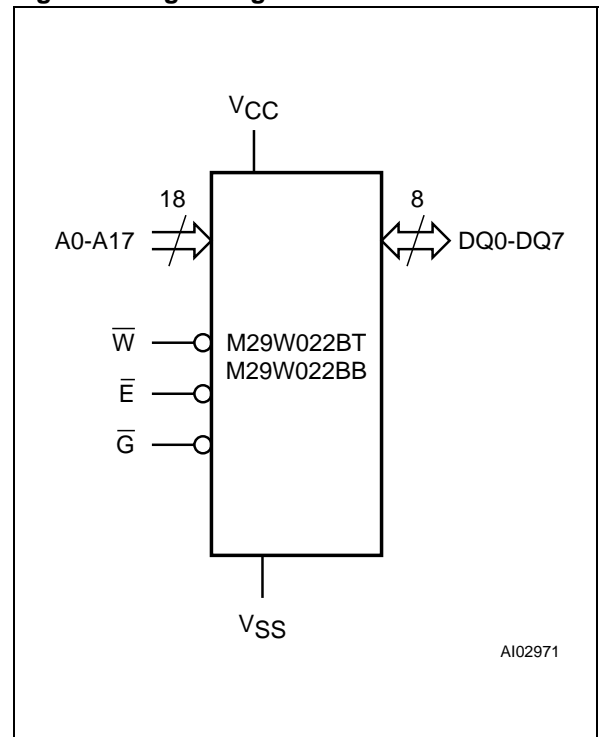 VCC
18
8
A0-A17
DQ0-DQ7
W̅
M29W022BT
M29W022BB
E̅
G̅
VSS
AI02971